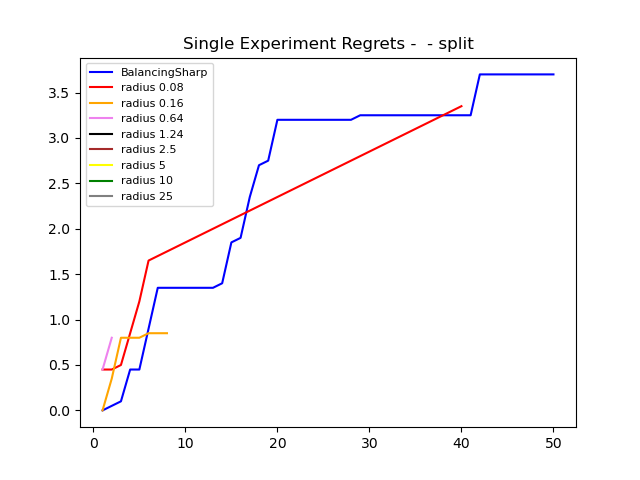 Single Experiment Regrets -  - split
BalancingSharp
radius 0.08
radius 0.16
radius 0.64
radius 1.24
radius 2.5
radius 5
radius 10
radius 25
3.5
3.0
2.5
2.0
1.5
1.0
0.5
0.0
0 10 20 30 40 50